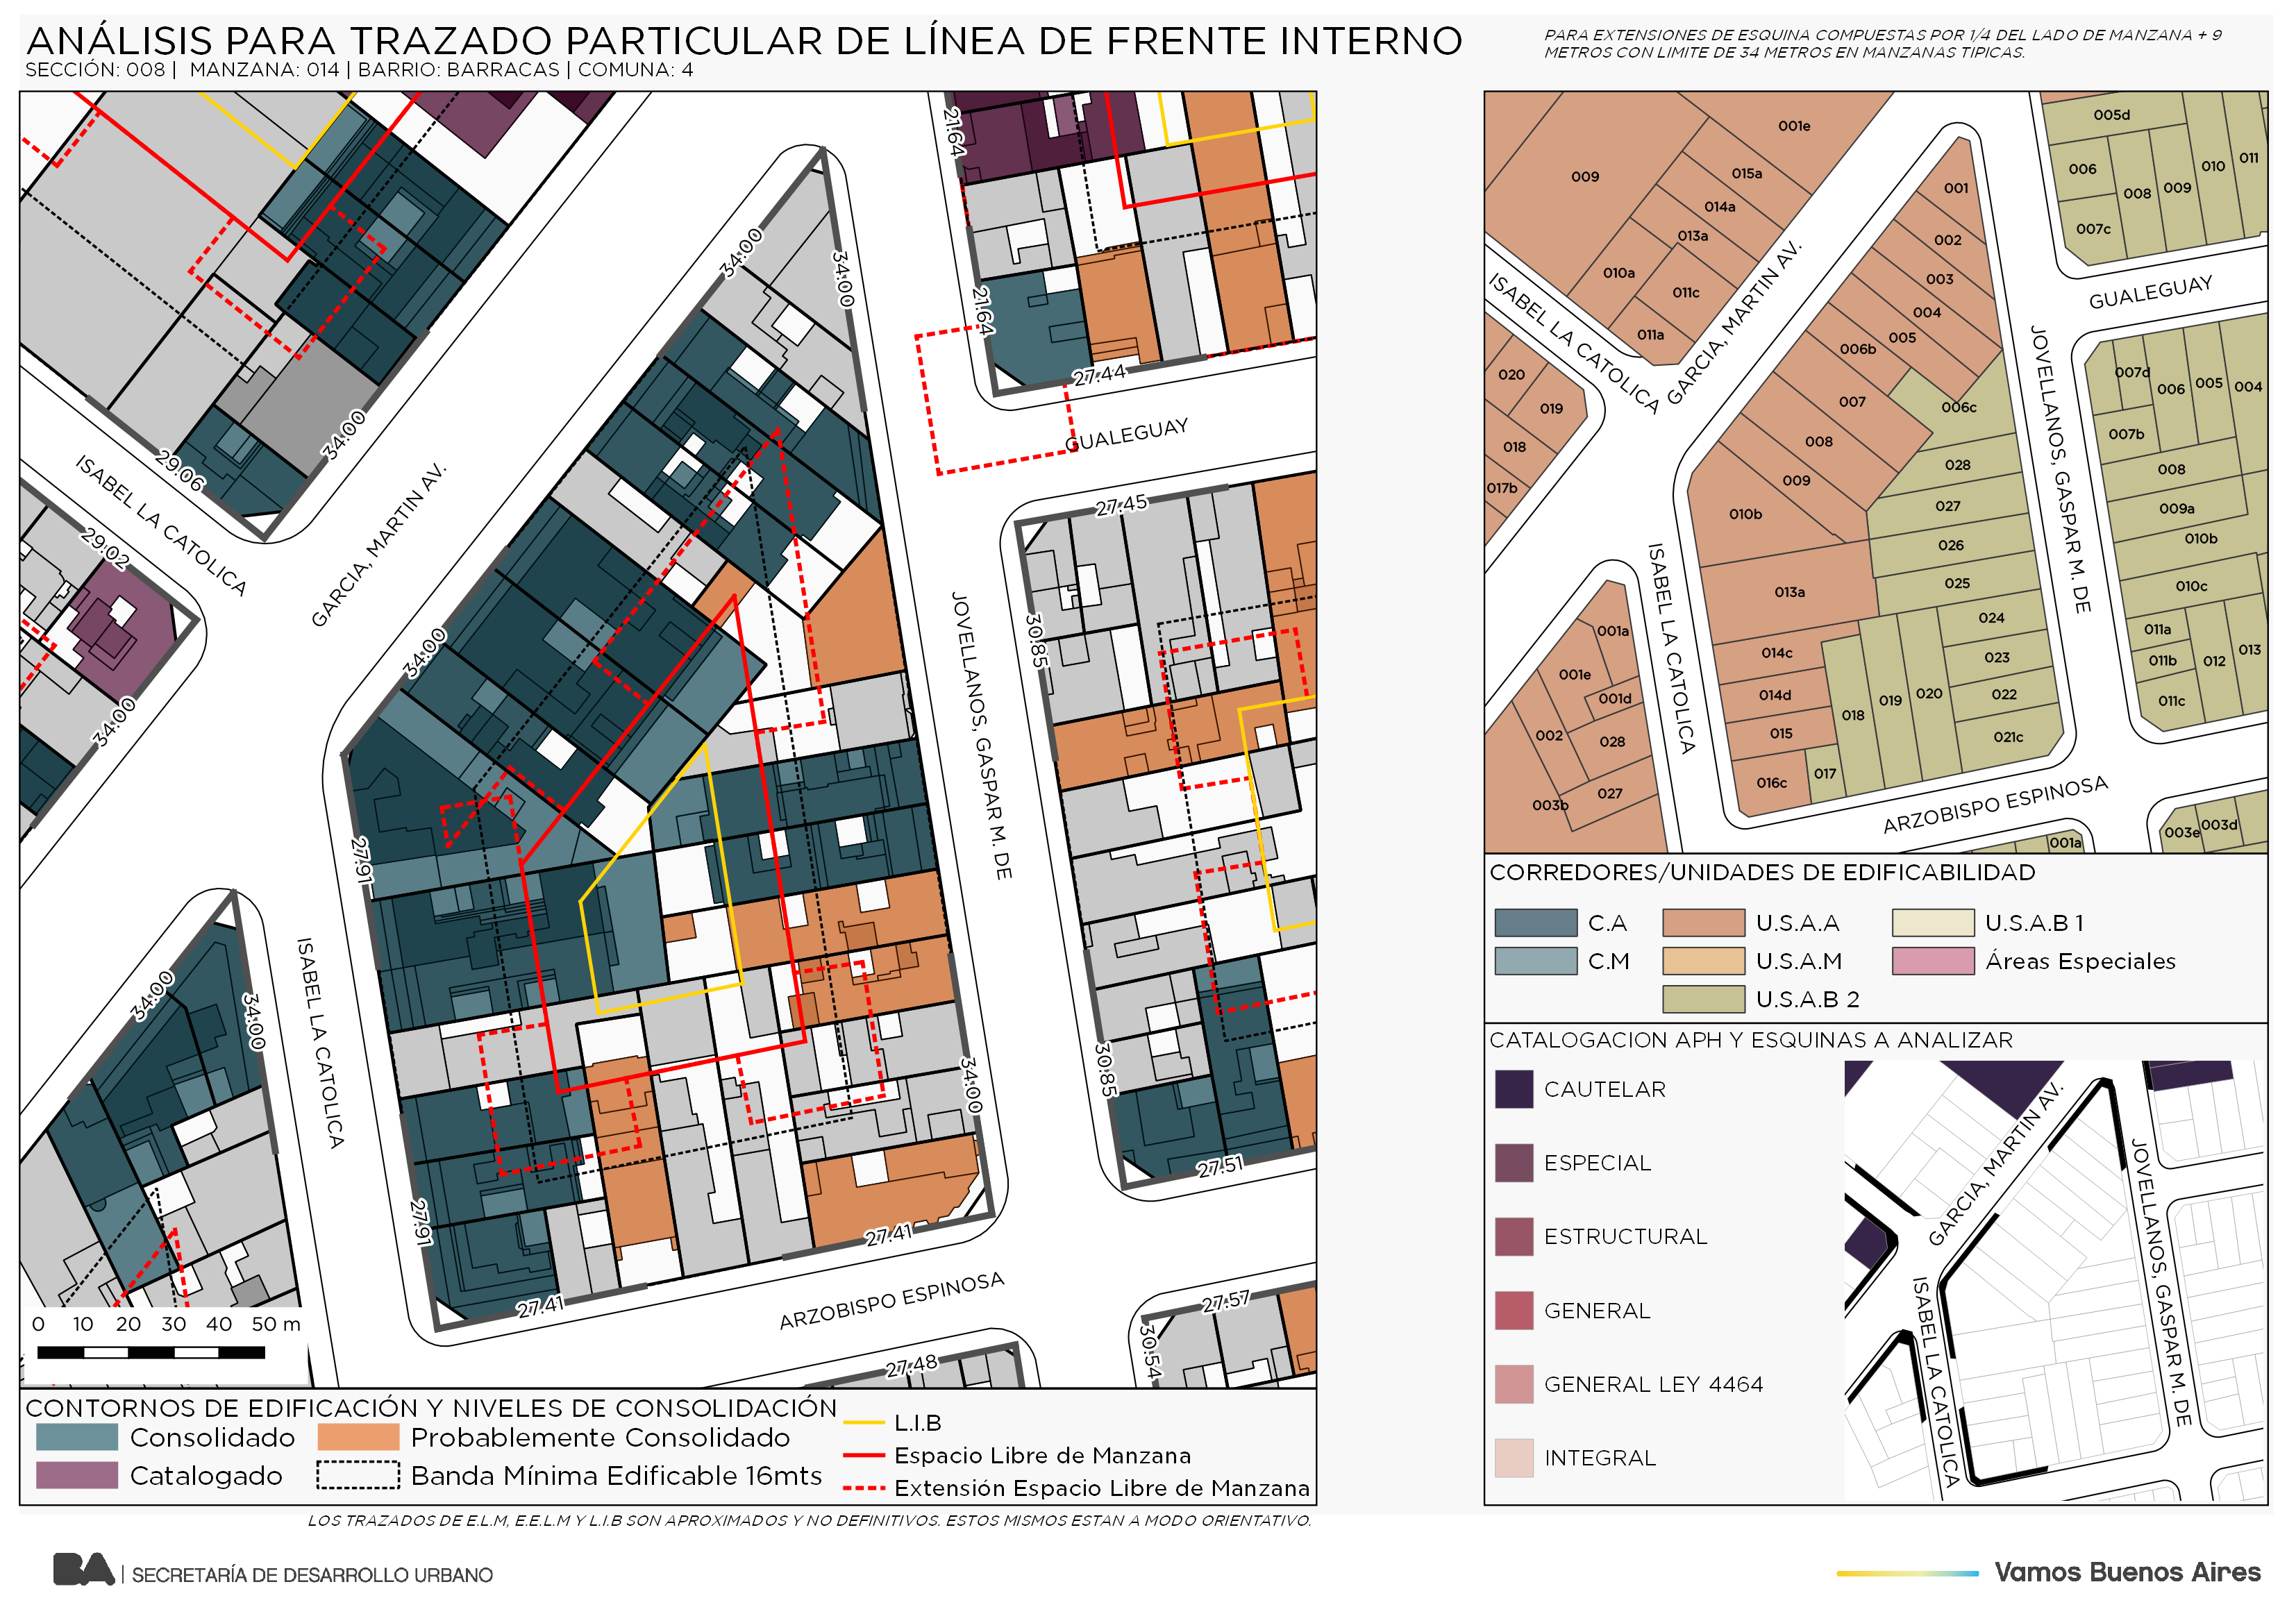 ANÁLISIS PARA TRAZADO PARTICULAR DE LÍNEA DE FRENTE INTERNO
SECCIÓN: 008 | MANZANA: 014 | BARRIO: BARRACAS | COMUNA: 4
PARA EXTENSIONES DE ESQUINA COMPUESTAS POR 1/4 DEL LADO DE MANZANA + 9
METROS CON LIMITE DE 34 METROS EN MANZANAS TIPICAS.
21.64
34:00
34:00
21.64
27.44
GUALEGUAY
34:00
29.06
ISABEL LA CATOLICA
GARCIA, MARTIN AV.
29.02
34:00
34:00
27.45
30.85
JOVELLANOS, GASPAR M. DE
27.91
34:00
34:00
ISABEL LA CATOLICA
30.85
34:00
27.91
27.51
27.41
27.41
ARZOBISPO ESPINOSA
27.57
30.54
27.48
0 10 20 30 40 50 m
CONTORNOS DE EDIFICACIÓN Y NIVELES DE CONSOLIDACIÓN
Consolidado
Probablemente Consolidado
Catalogado
Banda Mínima Edificable 16mts
L.I.B
Espacio Libre de Manzana
Extensión Espacio Libre de Manzana
LOS TRAZADOS DE E.L.M, E.E.L.M Y L.I.B SON APROXIMADOS Y NO DEFINITIVOS. ESTOS MISMOS ESTAN A MODO ORIENTATIVO.
001e
009
015a
014a
013a
010a
011c
011a
005d
006
008
009
010
011
007c
001
002
003
004
005
006b
007
006c
008
009
010b
028
027
026
025
013a
024
014c
023
014d
022
015
018
019
020
021c
016c
017
ISABEL LA CATOLICA
GARCIA, MARTIN AV.
GUALEGUAY
JOVELLANOS, GASPAR M. DE
ISABEL LA CATOLICA
ARZOBISPO ESPINOSA
020
019
018
017b
007d
006
005
004
007b
008
009a
010b
010c
011a
011b
011c
012
013
001a
001e
001d
002
028
027
003b
001a
003e
003d
CORREDORES/UNIDADES DE EDIFICABILIDAD
C.A
U.S.A.A
U.S.A.B 1
C.M
U.S.A.M
Áreas Especiales
U.S.A.B 2
CATALOGACION APH Y ESQUINAS A ANALIZAR
CAUTELAR
ESPECIAL
ESTRUCTURAL
GENERAL
GENERAL LEY 4464
INTEGRAL
GARCIA, MARTIN AV.
JOVELLANOS, GASPAR M. DE
ISABEL LA CATOLICA
BA | SECRETARÍA DE DESARROLLO URBANO
Vamos Buenos Aires